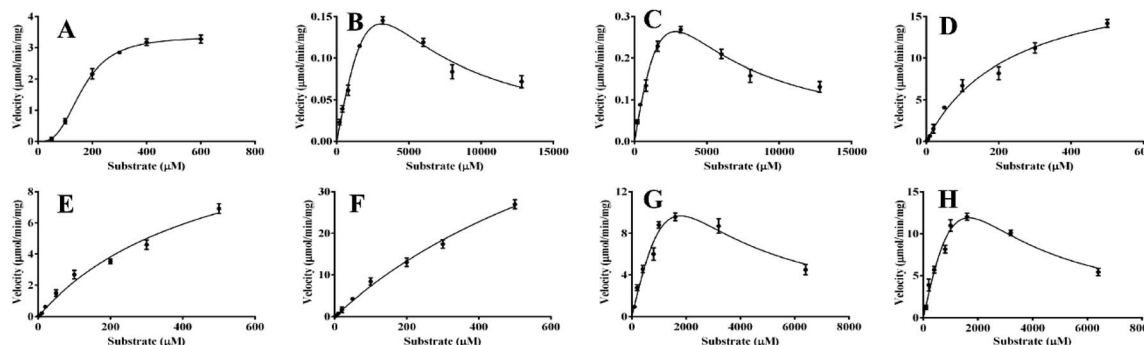 A
Velocity (μmol/min/mg)
4
3
2
1
0
0 200 400 600 800
Substrate (μM)
B
Velocity (μmol/min/mg)
0.15
0.10
0.05
0.00
0 5000 10000 15000
Substrate (μM)
C
Velocity (μmol/min/mg)
0.3
0.2
0.1
0.0
0 5000 10000 15000
Substrate (μM)
D
Velocity (μmol/min/mg)
15
10
5
0
0 200 400 600
Substrate (μM)
E
Velocity (μmol/min/mg)
8
6
4
2
0
0 200 400 600
Substrate (μM)
F
Velocity (μmol/min/mg)
30
20
10
0
0 200 400 600
Substrate (μM)
G
Velocity (μmol/min/mg)
12
9
6
3
0
0 2000 4000 6000 8000
Substrate (μM)
H
Velocity (μmol/min/mg)
15
10
5
0
0 2000 4000 6000 8000
Substrate (μM)